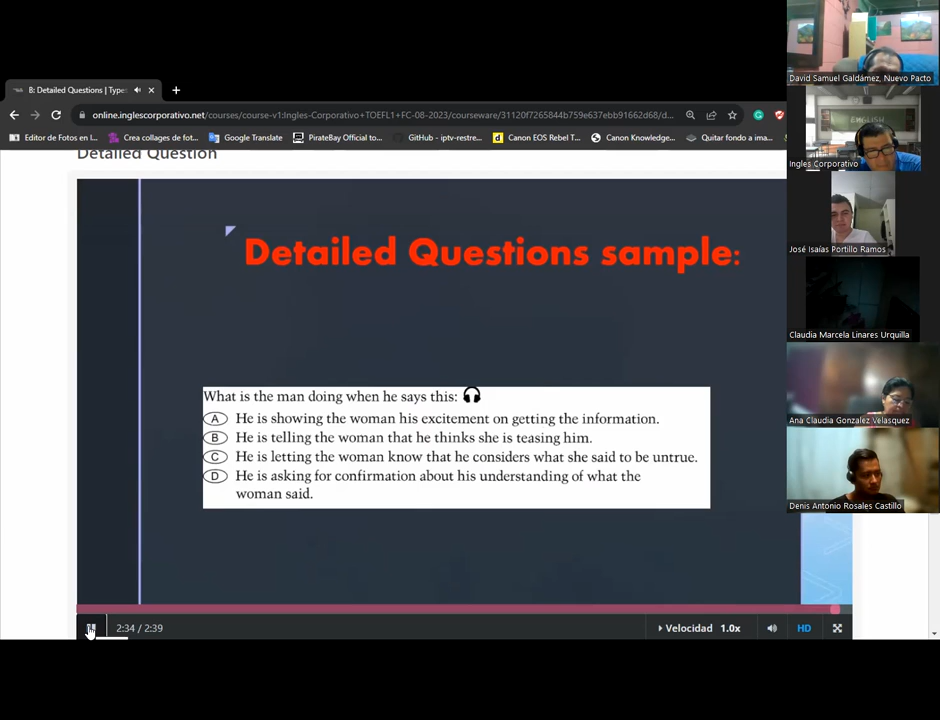 B: Detailed Questions | Type
online.inglescorporativo.net/courses/course-v1:Ingles-Corporativo+TOEFL1+FC-08-2023/courseware/31120f7265844b759e637ebb91662d68/d...
Editor de Fotos en l...
Crea collages de fot...
Google Translate
PirateBay Official t...
GitHub - iptv-restre...
Canon EOS Rebel T...
Canon Knowledge...
Quitar fondo a ima...
Detailed Question
Detailed Questions sample:
What is the man doing when he says this:
A He is showing the woman his excitement on getting the information.
B He is telling the woman that he thinks she is teasing him.
C He is letting the woman know that he considers what she said to be untrue.
D He is asking for confirmation about his understanding of what the
woman said.
2:34 / 2:39
Velocidad 1.0x
HD
David Samuel Galdámez, Nuevo Pacto
ENGLISH
Ingles Corporativo
José Isaías Portillo Ramos
Claudia Marcela Linares Urquilla
Ana Claudia Gonzalez Velasquez
Denis Antonio Rosales Castillo